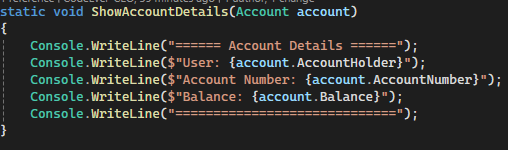 static void ShowAccountDetails(Account account)
{
    Console.WriteLine("====== Account Details ======");
    Console.WriteLine($"User: {account.AccountHolder}");
    Console.WriteLine($"Account Number: {account.AccountNumber}");
    Console.WriteLine($"Balance: {account.Balance}");
    Console.WriteLine("=============================");
}